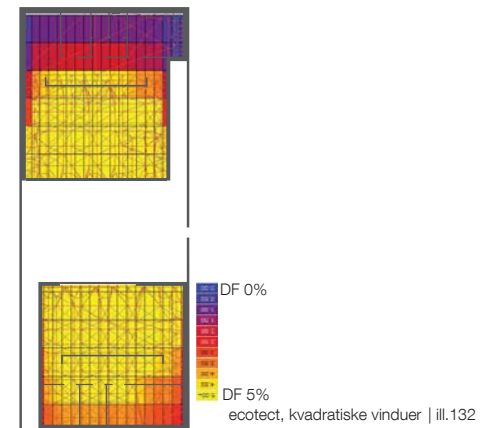 DF 0%
DF 5%
ecotect, kvadratiske vinduer | ill.132